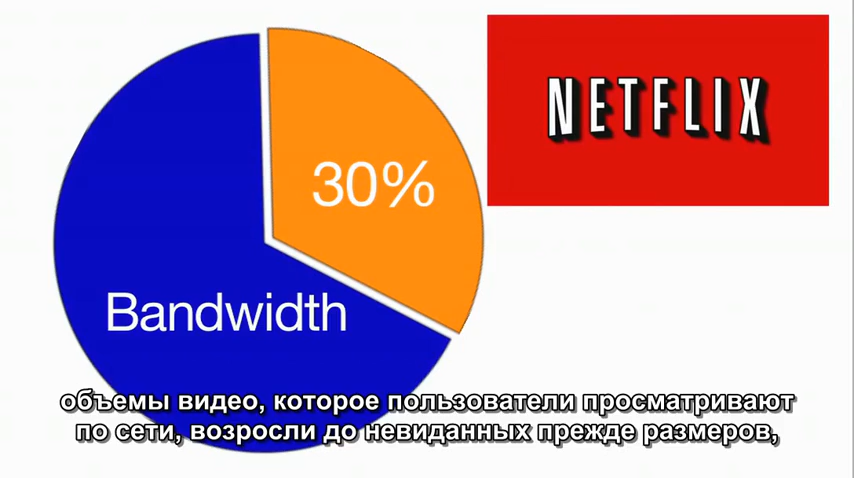 NETFLIX
30%
Bandwidth
объемы видео, которое пользователи просматривают
по сети, возросли до невиданных прежде размеров,